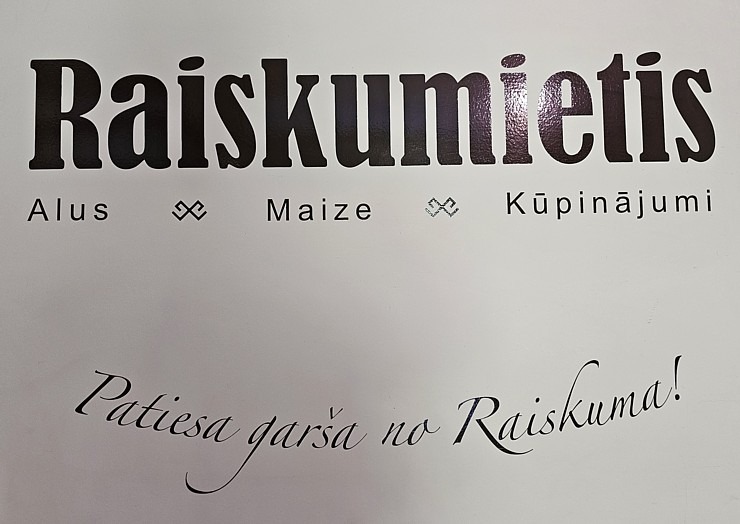 Raiskumietis
Alus Maize Kūpinājumi
Patiesa garša no Raiskuma!